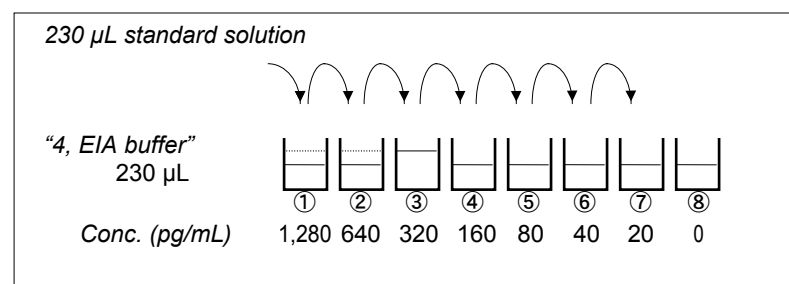 230 µL standard solution
“4, EIA buffer”
230 µL
① ② ③ ④ ⑤ ⑥ ⑦ ⑧
Conc. (pg/mL) 1,280 640 320 160 80 40 20 0